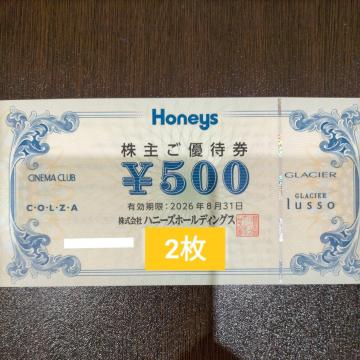 Honeys
株主ご優待券
¥500
CINEMA CLUB
GLACIER
C・O・L・Z・A
GLACIER
lusso
有効期限:2026年8月31日
株式会社 ハニーズホールディングス
2枚